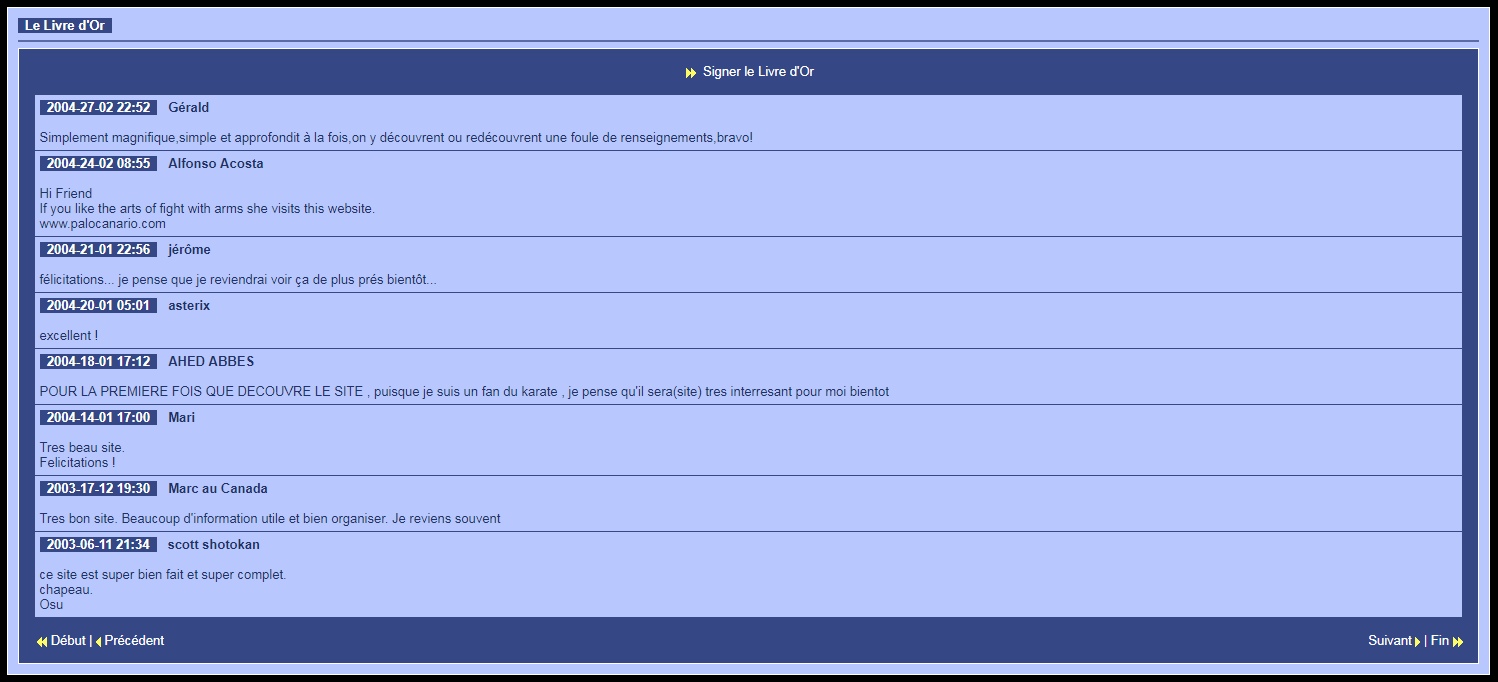 Le Livre d'Or
Signer le Livre d'Or
2004-27-02 22:52 Gérald
Simplement magnifique,simple et approfondit à la fois,on y découvrent ou redécouvrent une foule de renseignements,bravo!
2004-24-02 08:55 Alfonso Acosta
Hi Friend
If you like the arts of fight with arms she visits this website.
www.palocanario.com
2004-21-01 22:56 jérôme
félicitations... je pense que je reviendrai voir ça de plus prés bientôt...
2004-20-01 05:01 asterix
excellent !
2004-18-01 17:12 AHED ABBES
POUR LA PREMIERE FOIS QUE DECOUVRE LE SITE , puisque je suis un fan du karate , je pense qu'il sera(site) tres interresant pour moi bientot
2004-14-01 17:00 Mari
Tres beau site.
Felicitations !
2003-17-12 19:30 Marc au Canada
Tres bon site. Beaucoup d'information utile et bien organiser. Je reviens souvent
2003-06-11 21:34 scott shotokan
ce site est super bien fait et super complet.
chapeau.
Osu
Début | Précédent Suivant | Fin